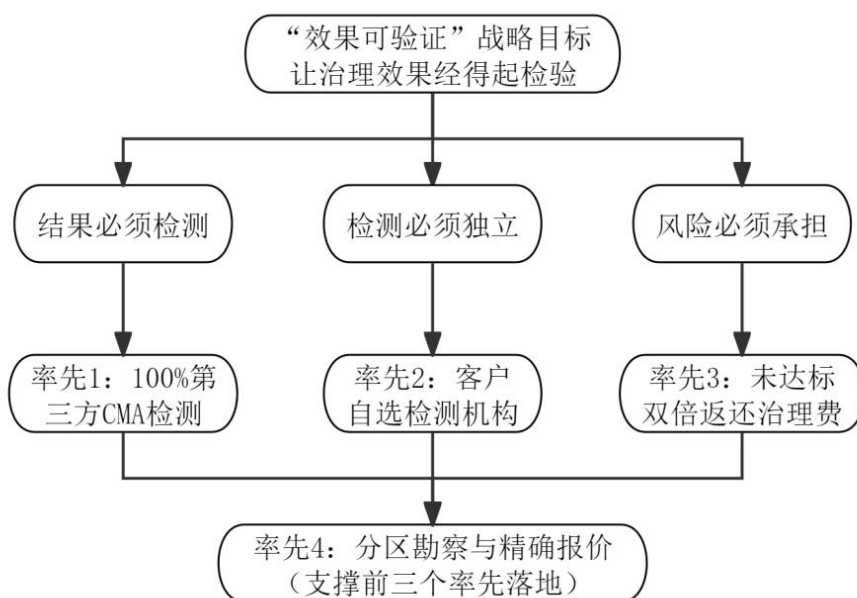 “效果可验证”战略目标
让治理效果经得起检验
结果必须检测
检测必须独立
风险必须承担
率先1：100%第
三方CMA检测
率先2：客户
自选检测机构
率先3：未达标
双倍返还治理费
率先4：分区勘察与精确报价
（支撑前三个率先落地）